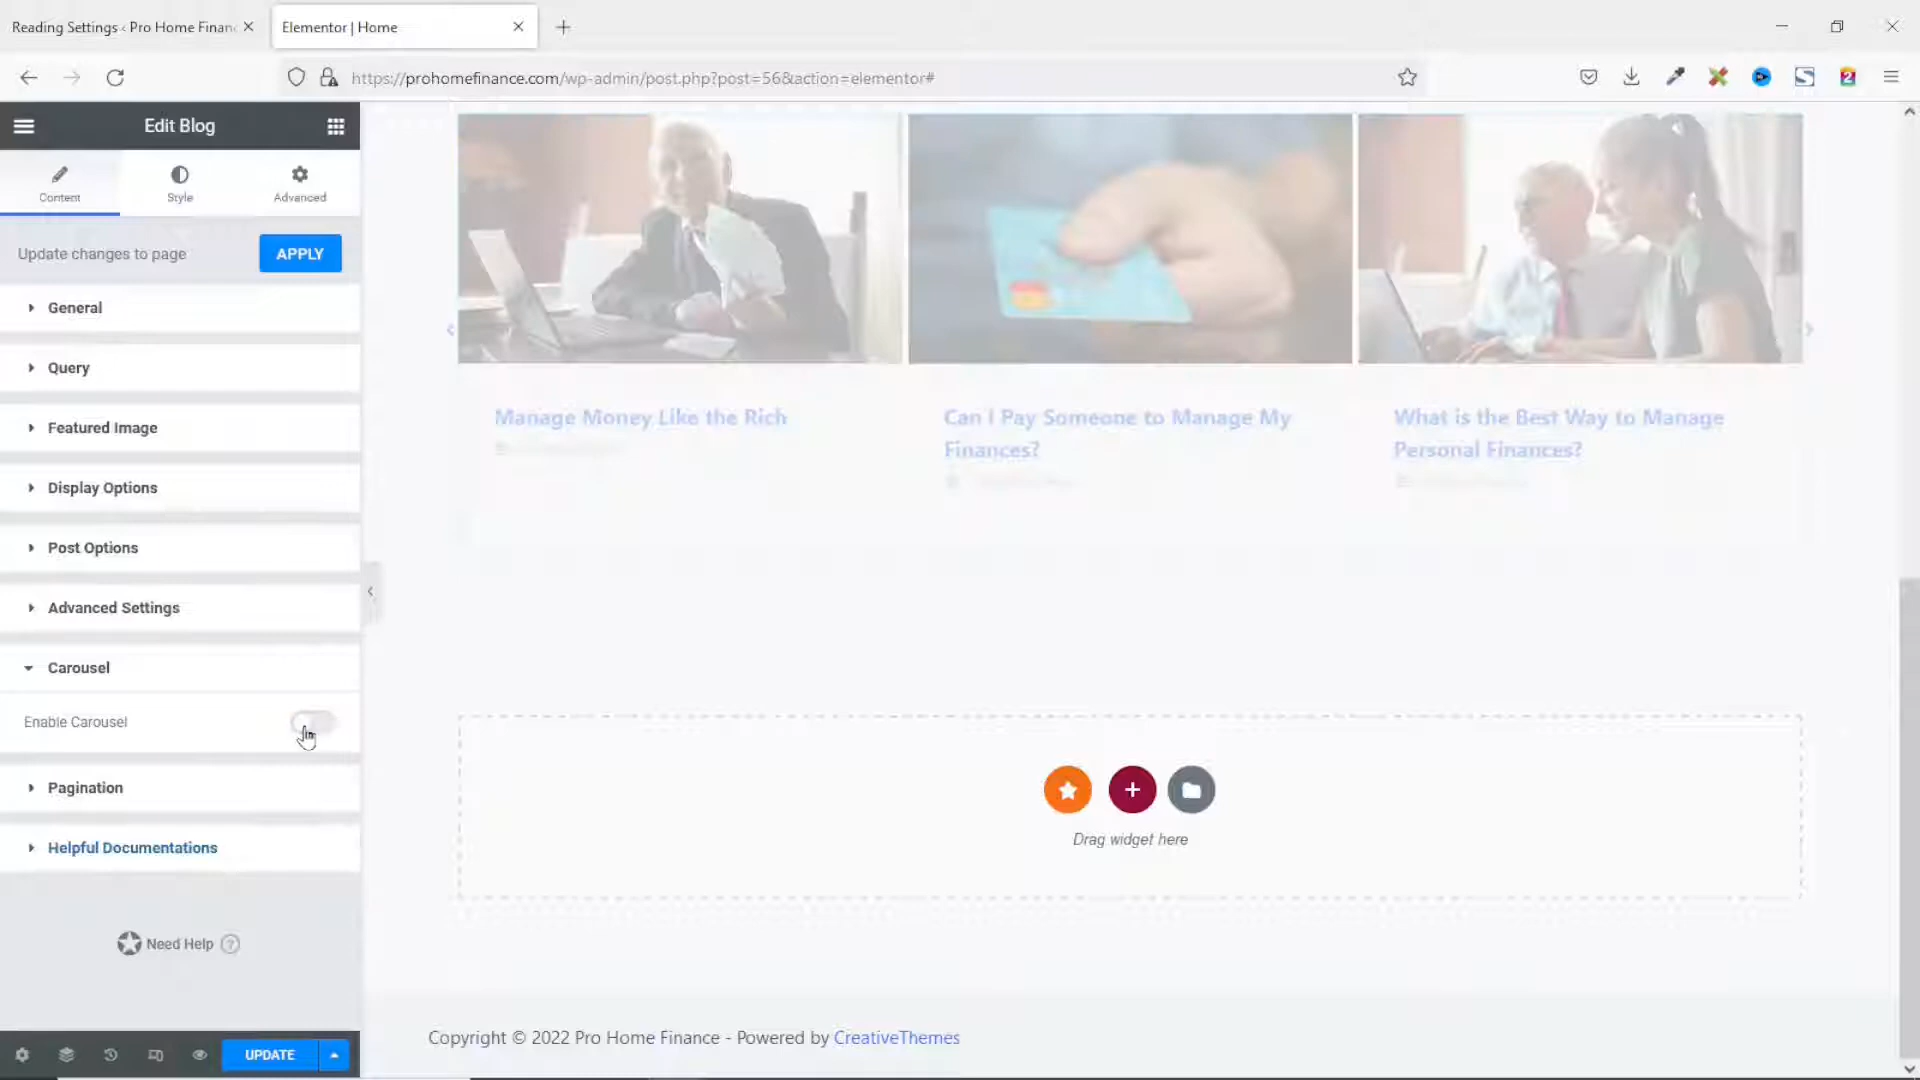 Reading Settings ‹ Pro Home Finan
Elementor | Home
https://prohomefinance.com/wp-admin/post.php?post=56&action=elementor#
Edit Blog
Content
Style
Advanced
Update changes to page
APPLY
General
Query
Featured Image
Display Options
Post Options
Advanced Settings
Carousel
Enable Carousel
Pagination
Helpful Documentations
Need Help ?
UPDATE
Manage Money Like the Rich
Can I Pay Someone to Manage My
Finances?
What is the Best Way to Manage
Personal Finances?
Drag widget here
Copyright © 2022 Pro Home Finance - Powered by CreativeThemes